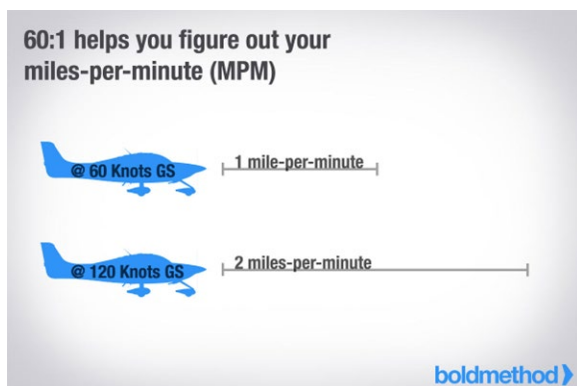 60:1 helps you figure out your
miles-per-minute (MPM)
@ 60 Knots GS
1 mile-per-minute
@ 120 Knots GS
2 miles-per-minute
boldmethod